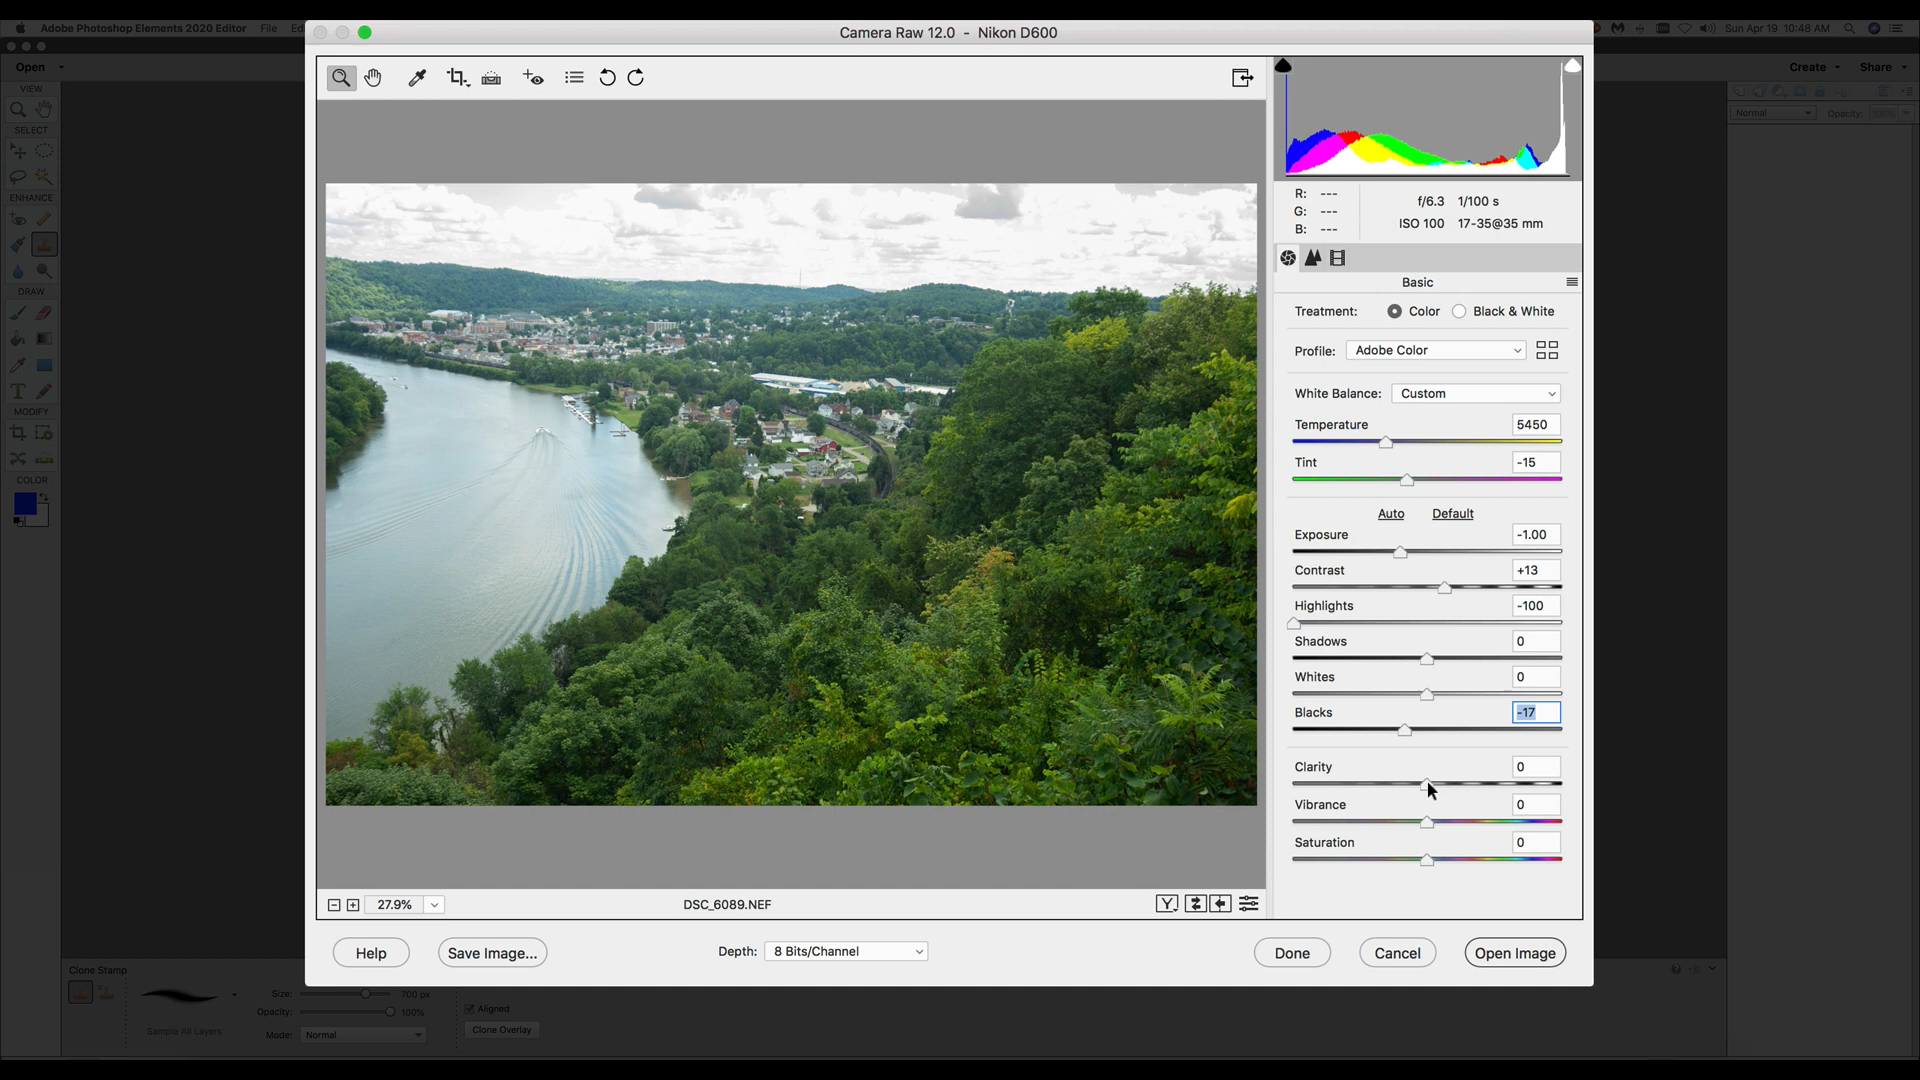 Adobe Photoshop Elements 2020 Editor File
Camera Raw 12.0 - Nikon D600
Sun Apr 19 10:48 AM
Open
Create
Share
VIEW
SELECT
ENHANCE
DRAW
MODIFY
COLOR
Normal
Opacity: 100%
R: ---
G: ---
B: ---
f/6.3 1/100 s
ISO 100 17-35@35 mm
Basic
Treatment: Color Black & White
Profile: Adobe Color
White Balance: Custom
Temperature 5450
Tint -15
Auto Default
Exposure -1.00
Contrast +13
Highlights -100
Shadows 0
Whites 0
Blacks -17
Clarity 0
Vibrance 0
Saturation 0
27.9%
DSC_6089.NEF
Y
Help
Save Image...
Depth: 8 Bits/Channel
Done
Cancel
Open Image
Clone Stamp
Size: 700 px
Opacity: 100%
Mode: Normal
Sample All Layers
Aligned
Clone Overlay